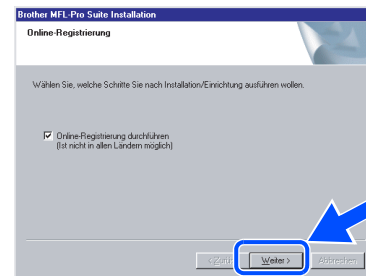 Brother MFL-Pro Suite Installation
Online-Registrierung
Wählen Sie, welche Schritte Sie nach Installation/Einrichtung ausführen wollen.
Online-Registrierung durchführen
(Ist nicht in allen Ländern möglich)
Weiter >
Abbrechen